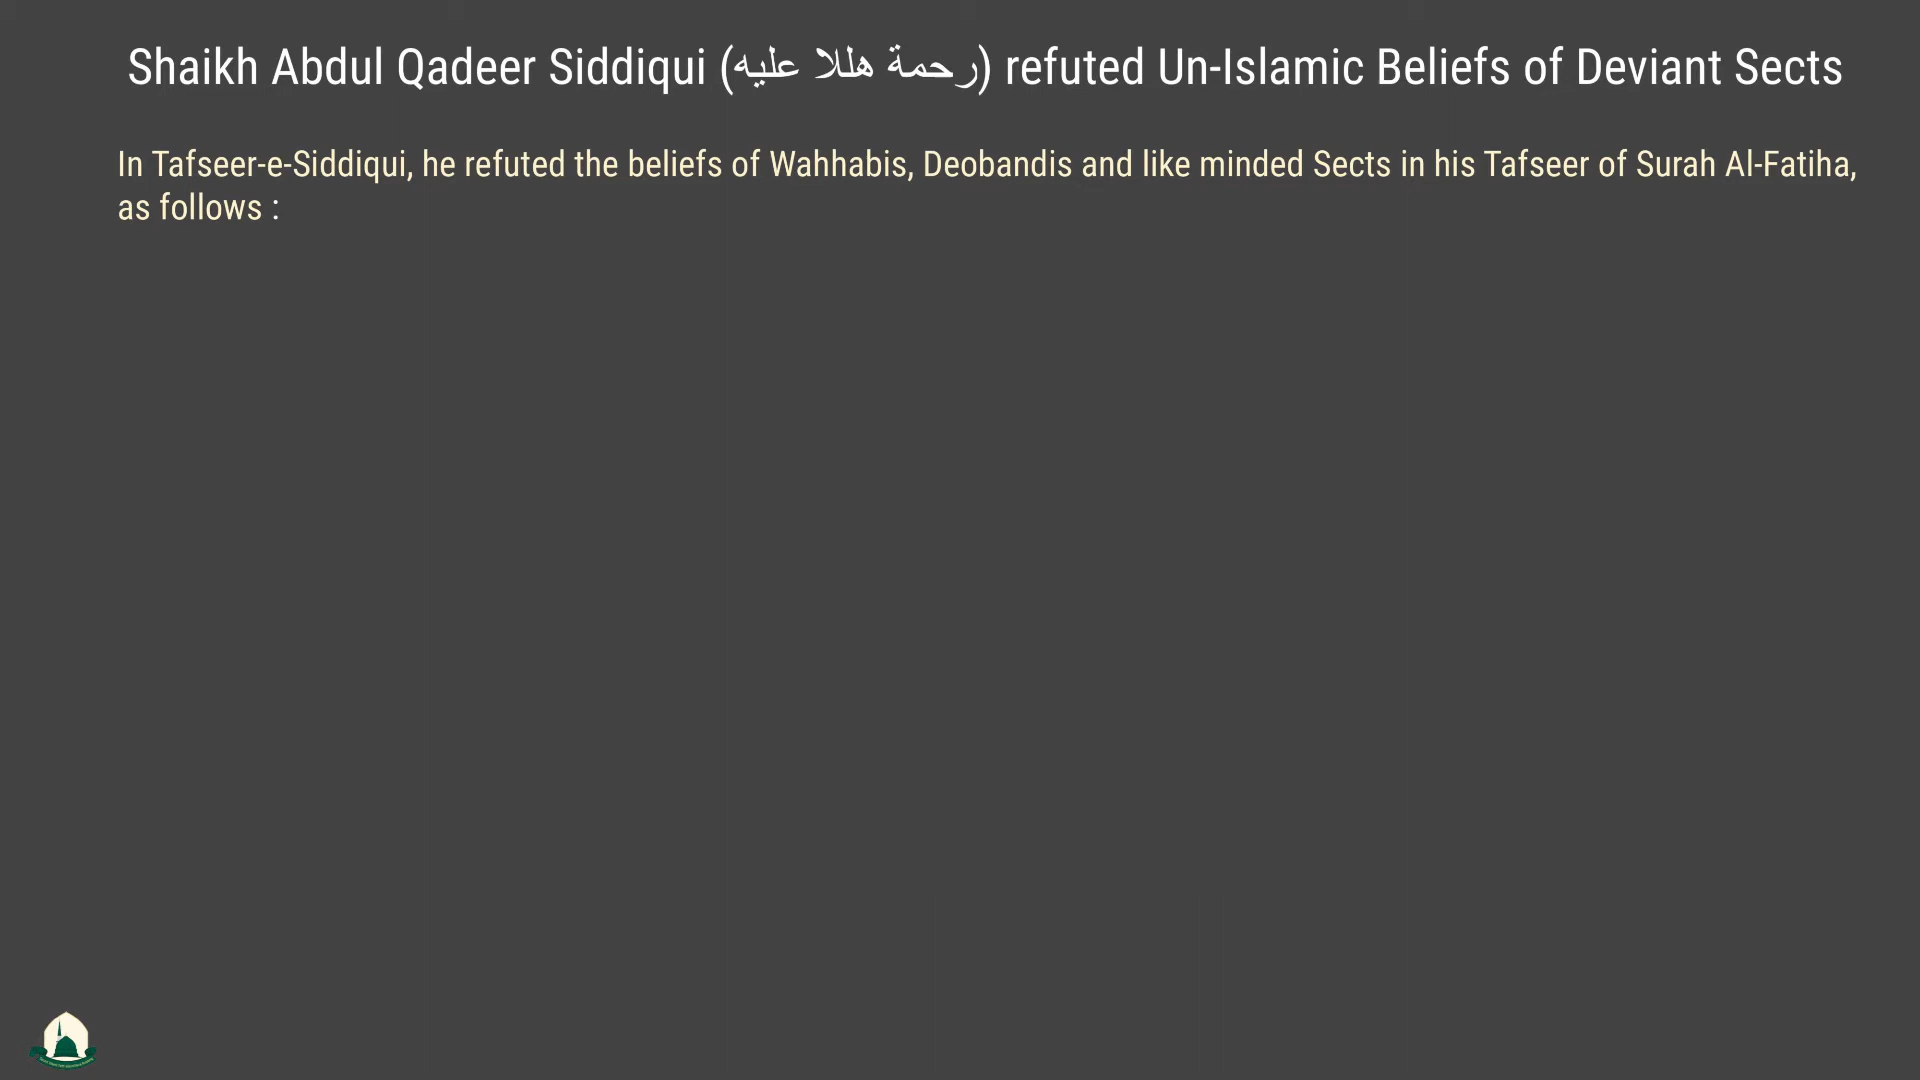 Shaikh Abdul Qadeer Siddiqui (رحمة هللا عليه) refuted Un-Islamic Beliefs of Deviant Sects
In Tafseer-e-Siddiqui, he refuted the beliefs of Wahhabis, Deobandis and like minded Sects in his Tafseer of Surah Al-Fatiha,
as follows :